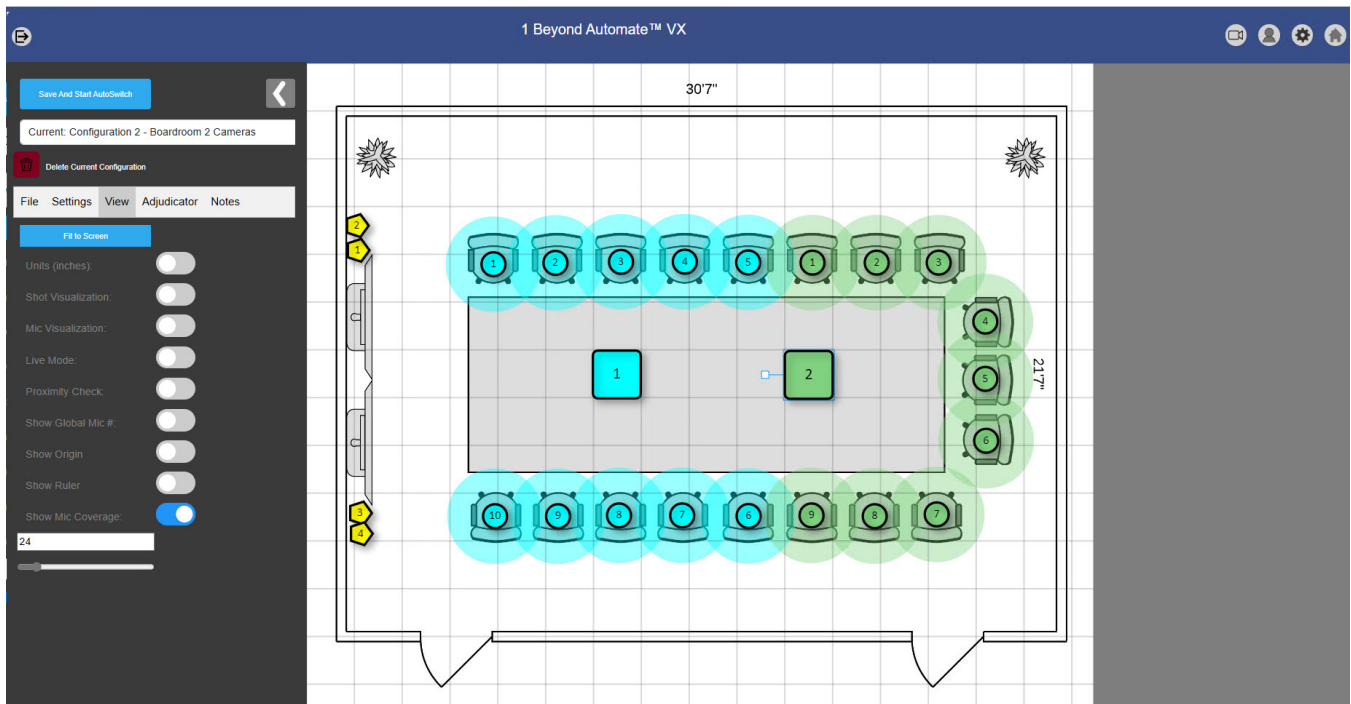 1 Beyond Automate™ VX
Save And Start AutoSwitch
Current: Configuration 2 - Boardroom 2 Cameras
Delete Current Configuration
File Settings View Adjudicator Notes
Fit to Screen
Units (inches):
Shot Visualization:
Mic Visualization:
Live Mode:
Proximity Check:
Show Global Mic #:
Show Origin
Show Ruler
Show Mic Coverage:
24
30'7"
2
1
1 2 3 4 5 1 2 3
4
1 2
5
21'7"
6
3
4
10 9 8 7 6 9 8 7